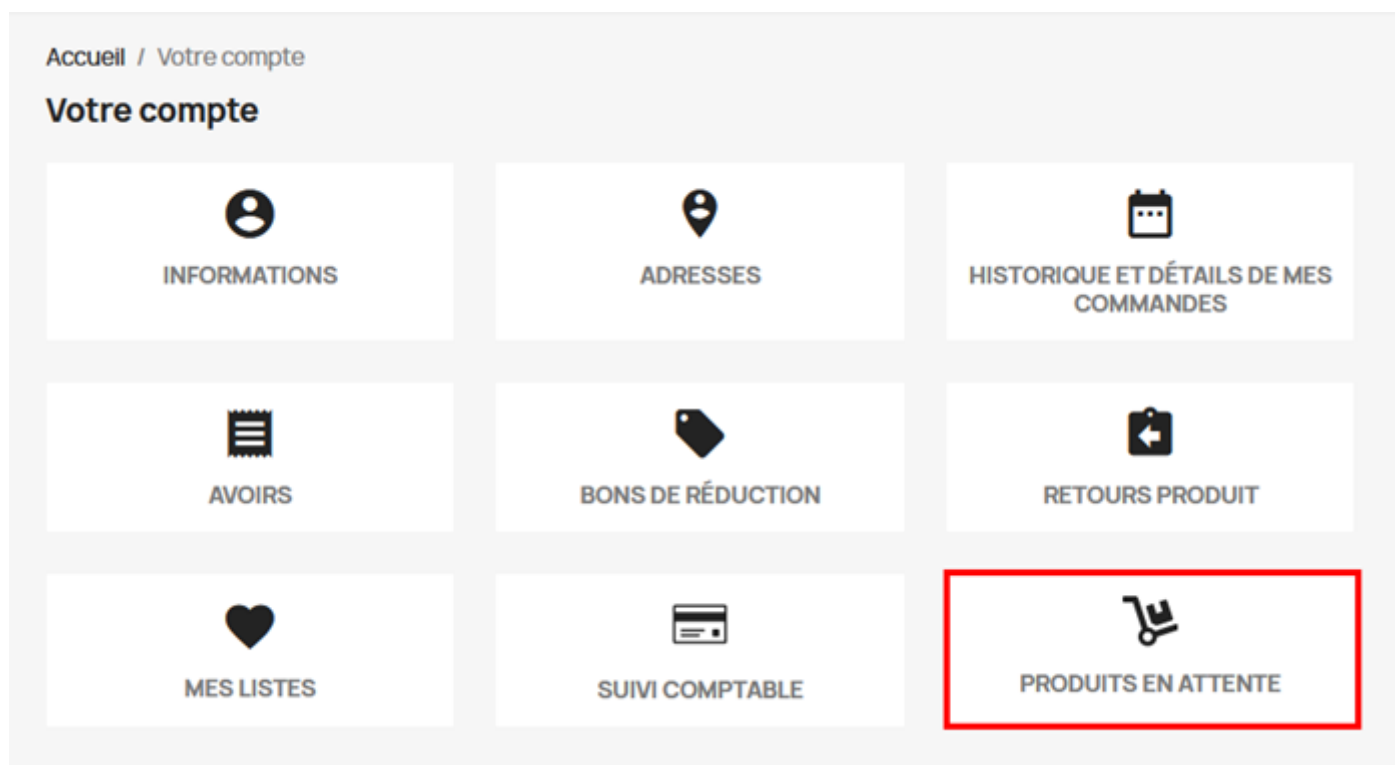 Accueil / Votre compte
Votre compte
INFORMATIONS
ADRESSES
HISTORIQUE ET DÉTAILS DE MES
COMMANDES
AVOIRS
BONS DE RÉDUCTION
RETOURS PRODUIT
MES LISTES
SUIVI COMPTABLE
PRODUITS EN ATTENTE